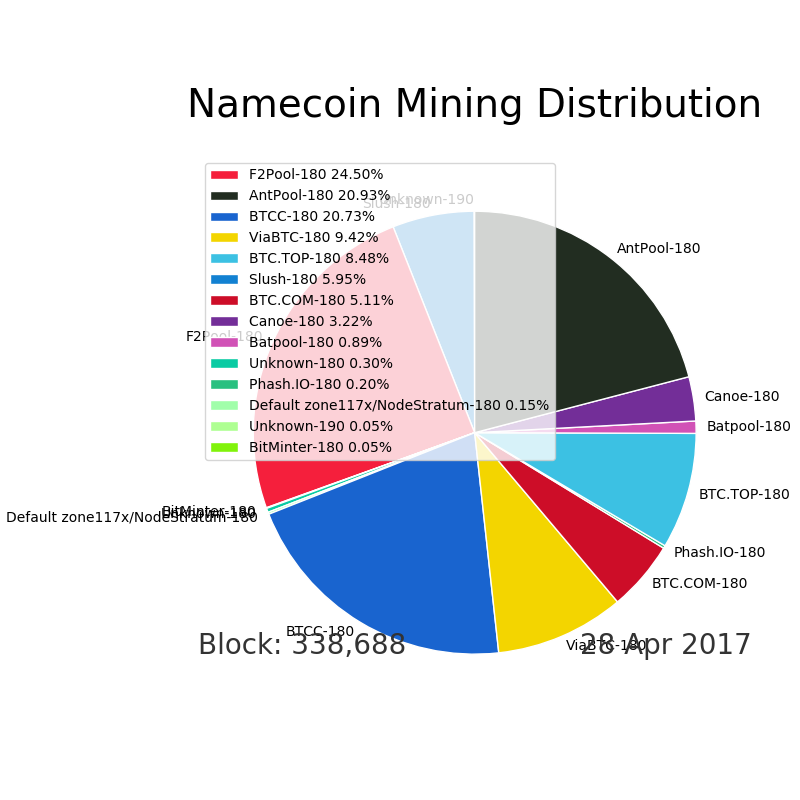 Namecoin Mining Distribution
F2Pool-180 24.50%
AntPool-180 20.93%
BTCC-180 20.73%
ViaBTC-180 9.42%
BTC.TOP-180 8.48%
Slush-180 5.95%
BTC.COM-180 5.11%
Canoe-180 3.22%
Batpool-180 0.89%
Unknown-180 0.30%
Phash.IO-180 0.20%
Default zone117x/NodeStratum-180 0.15%
Unknown-190 0.05%
BitMinter-180 0.05%
Unknown-190
Slush-180
AntPool-180
F2Pool-180
Canoe-180
Batpool-180
BTC.TOP-180
BitMinter-180
Unknown-180
Default zone117x/NodeStratum-180
Phash.IO-180
BTC.COM-180
BTCC-180
ViaBTC-180
Block: 338,688
28 Apr 2017